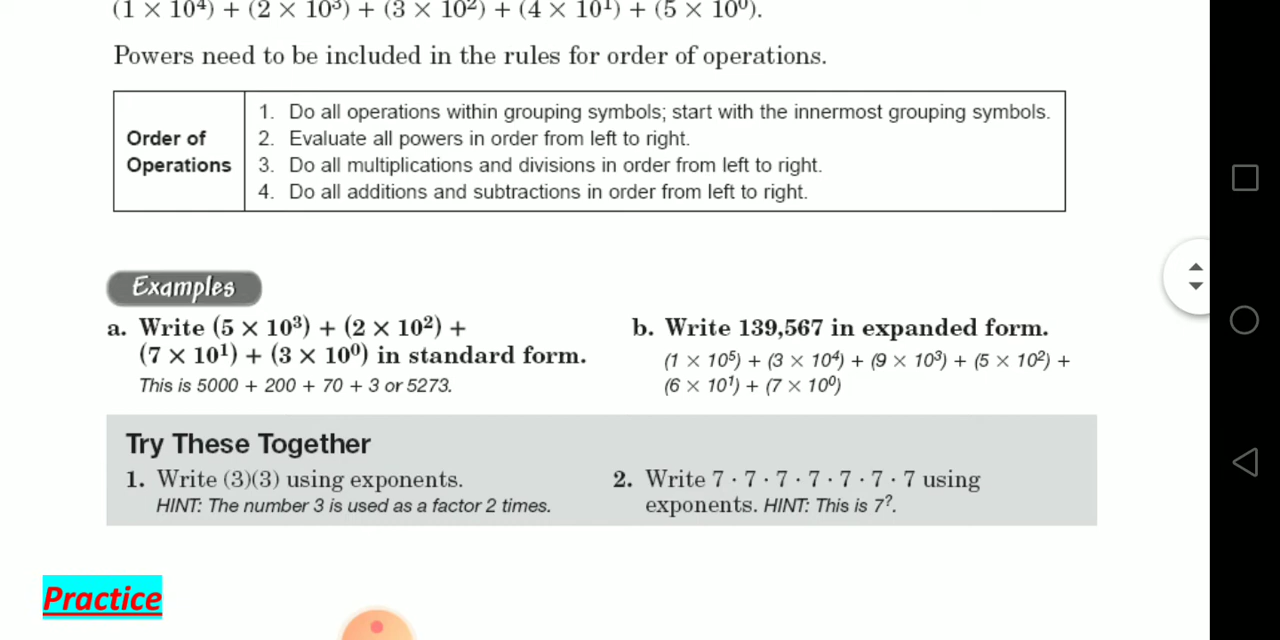 (1 × 10⁴) + (2 × 10³) + (3 × 10²) + (4 × 10¹) + (5 × 10⁰).
Powers need to be included in the rules for order of operations.
Order of Operations
1. Do all operations within grouping symbols; start with the innermost grouping symbols.
2. Evaluate all powers in order from left to right.
3. Do all multiplications and divisions in order from left to right.
4. Do all additions and subtractions in order from left to right.
Examples
a. Write (5 × 10³) + (2 × 10²) +
(7 × 10¹) + (3 × 10⁰) in standard form.
This is 5000 + 200 + 70 + 3 or 5273.
b. Write 139,567 in expanded form.
(1 × 10⁵) + (3 × 10⁴) + (9 × 10³) + (5 × 10²) +
(6 × 10¹) + (7 × 10⁰)
Try These Together
1. Write (3)(3) using exponents.
HINT: The number 3 is used as a factor 2 times.
2. Write 7 · 7 · 7 · 7 · 7 · 7 · 7 using
exponents. HINT: This is 7^?.
Practice